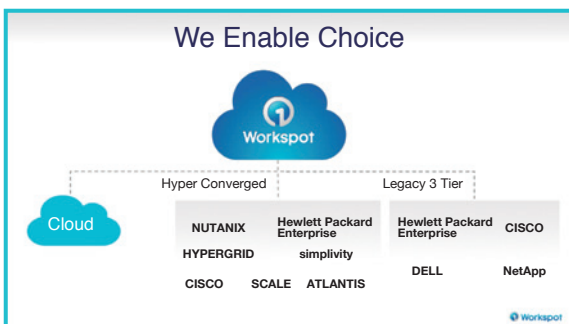 We Enable Choice
Workspot
Hyper Converged
Legacy 3 Tier
Cloud
NUTANIX
Hewlett Packard
Enterprise
HYPERGRID
simplivity
CISCO
SCALE
ATLANTIS
Hewlett Packard
Enterprise
CISCO
DELL
NetApp
Workspot